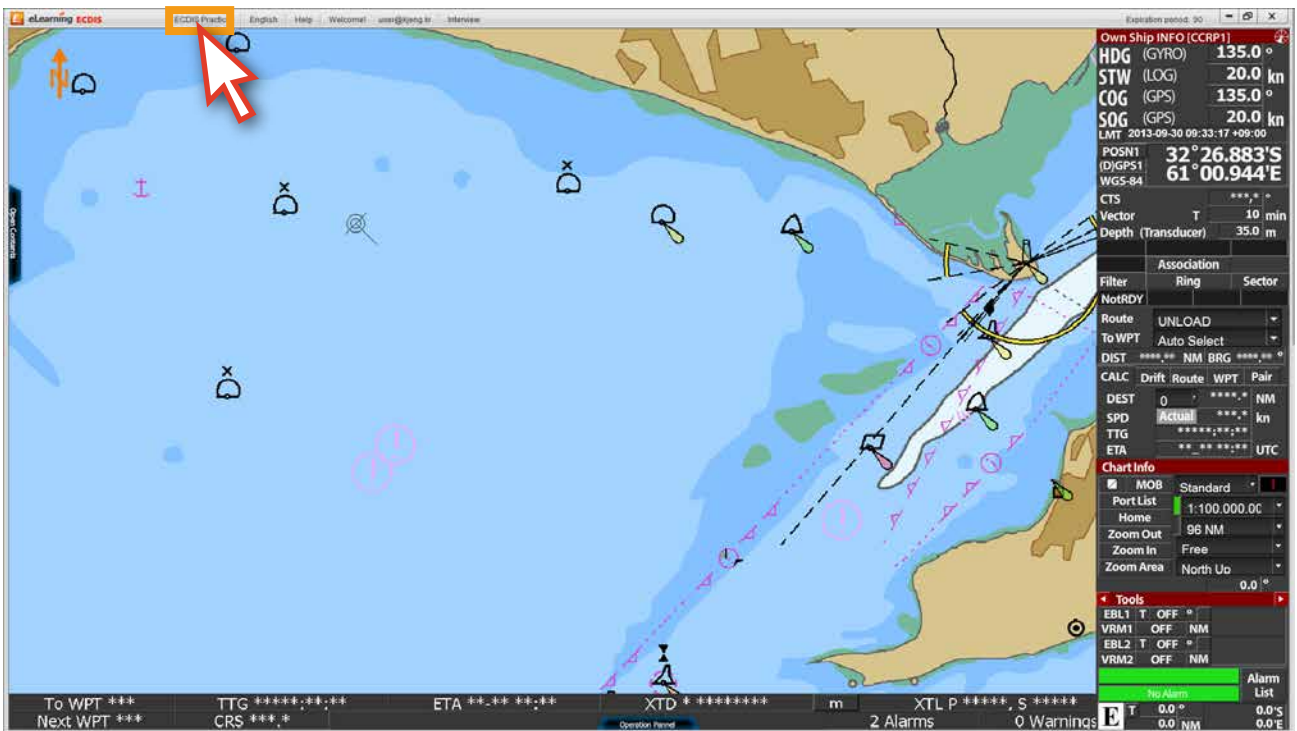 eLearning ECDIS ECDIS Practic English Help Welcome! user@kjeng.kr Interview Expiration period: 90
N
Open Contents
Own Ship INFO [CCRP1]
HDG (GYRO) 135.0 °
STW (LOG) 20.0 kn
COG (GPS) 135.0 °
SOG (GPS) 20.0 kn
LMT 2013-09-30 09:33:17 +09:00
POSN1 32°26.883'S
(D)GPS1
WGS-84 61°00.944'E
CTS ***.* °
Vector T 10 min
Depth (Transducer) 35.0 m
Association
Filter Ring Sector
NotRDY
Route UNLOAD
To WPT Auto Select
DIST ****.** NM BRG ****.** °
CALC Drift Route WPT Pair
DEST 0 ****.* NM
SPD Actual ***.* kn
TTG *****:**:**
ETA **_** **:** UTC
Chart Info
MOB Standard !
Port List 1:100.000.0C
Home
Zoom Out 96 NM
Zoom In Free
Zoom Area North Up
0.0 °
Tools
EBL1 T OFF °
VRM1 OFF NM
EBL2 T OFF °
VRM2 OFF NM
Alarm
No Alarm List
E T 0.0 ° 0.0'S
0.0 NM 0.0'E
To WPT *** TTG *****:**:** ETA **-** **:** XTD * ******** m XTL P *****, S *****
Next WPT *** CRS ***.* Operation Pannel 2 Alarms 0 Warnings